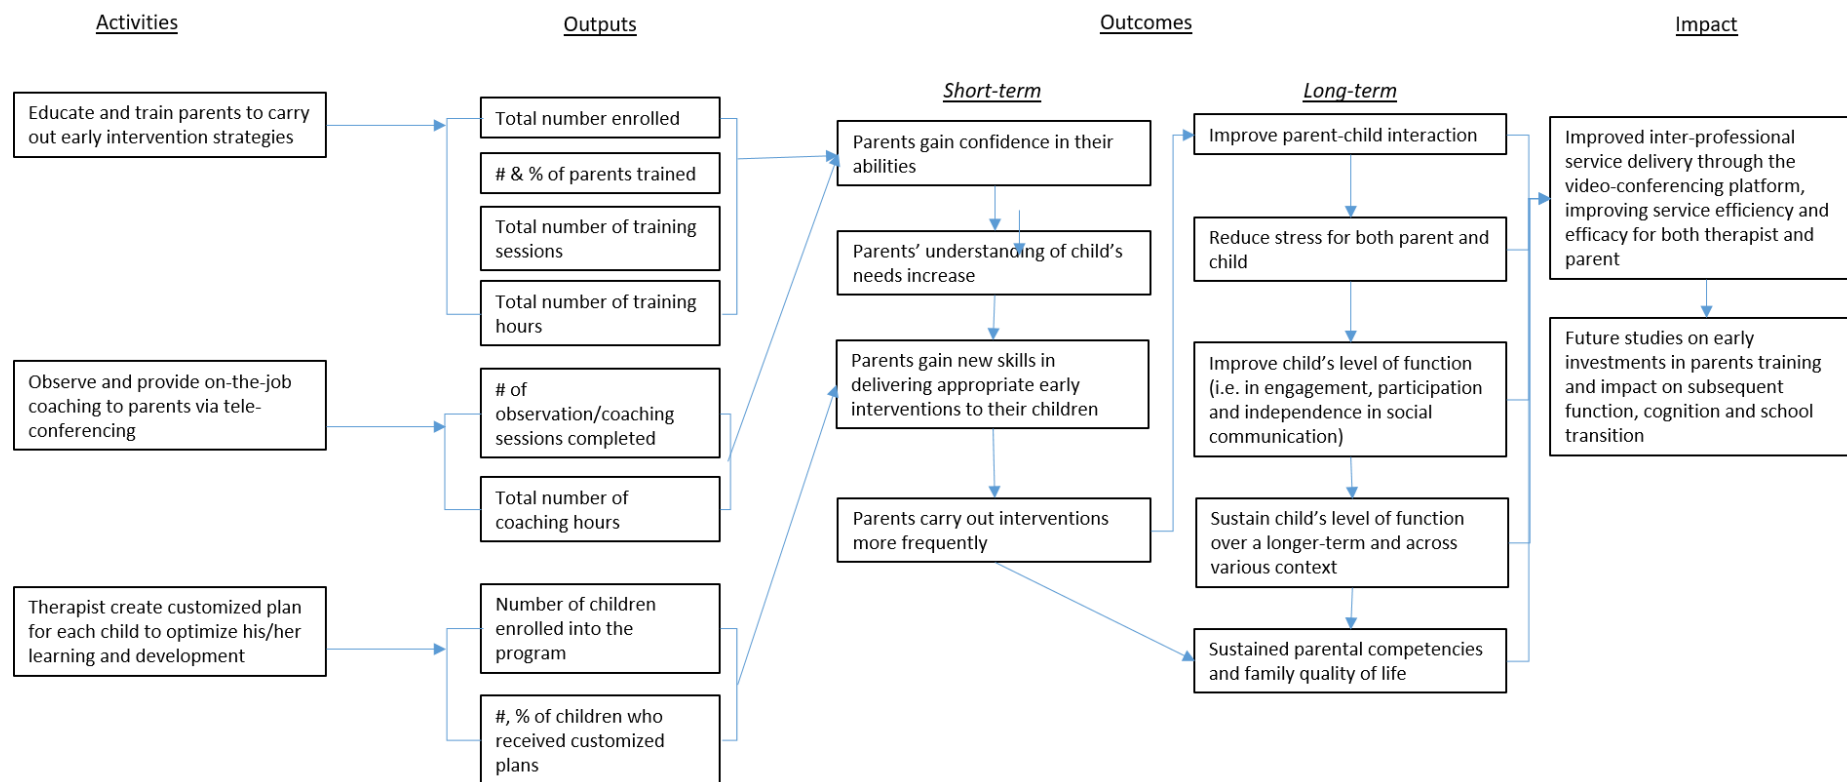 Activities
Outputs
Outcomes
Impact
Short-term
Long-term
Educate and train parents to carry
out early intervention strategies
Observe and provide on-the-job
coaching to parents via tele-
conferencing
Therapist create customized plan
for each child to optimize his/her
learning and development
Total number enrolled
# & % of parents trained
Total number of training
sessions
Total number of training
hours
# of
observation/coaching
sessions completed
Total number of
coaching hours
Number of children
enrolled into the
program
#, % of children who
received customized
plans
Parents gain confidence in their
abilities
Parents’ understanding of child’s
needs increase
Parents gain new skills in
delivering appropriate early
interventions to their children
Parents carry out interventions
more frequently
Improve parent-child interaction
Reduce stress for both parent and
child
Improve child’s level of function
(i.e. in engagement, participation
and independence in social
communication)
Sustain child’s level of function
over a longer-term and across
various context
Sustained parental competencies
and family quality of life
Improved inter-professional
service delivery through the
video-conferencing platform,
improving service efficiency and
efficacy for both therapist and
parent
Future studies on early
investments in parents training
and impact on subsequent
function, cognition and school
transition